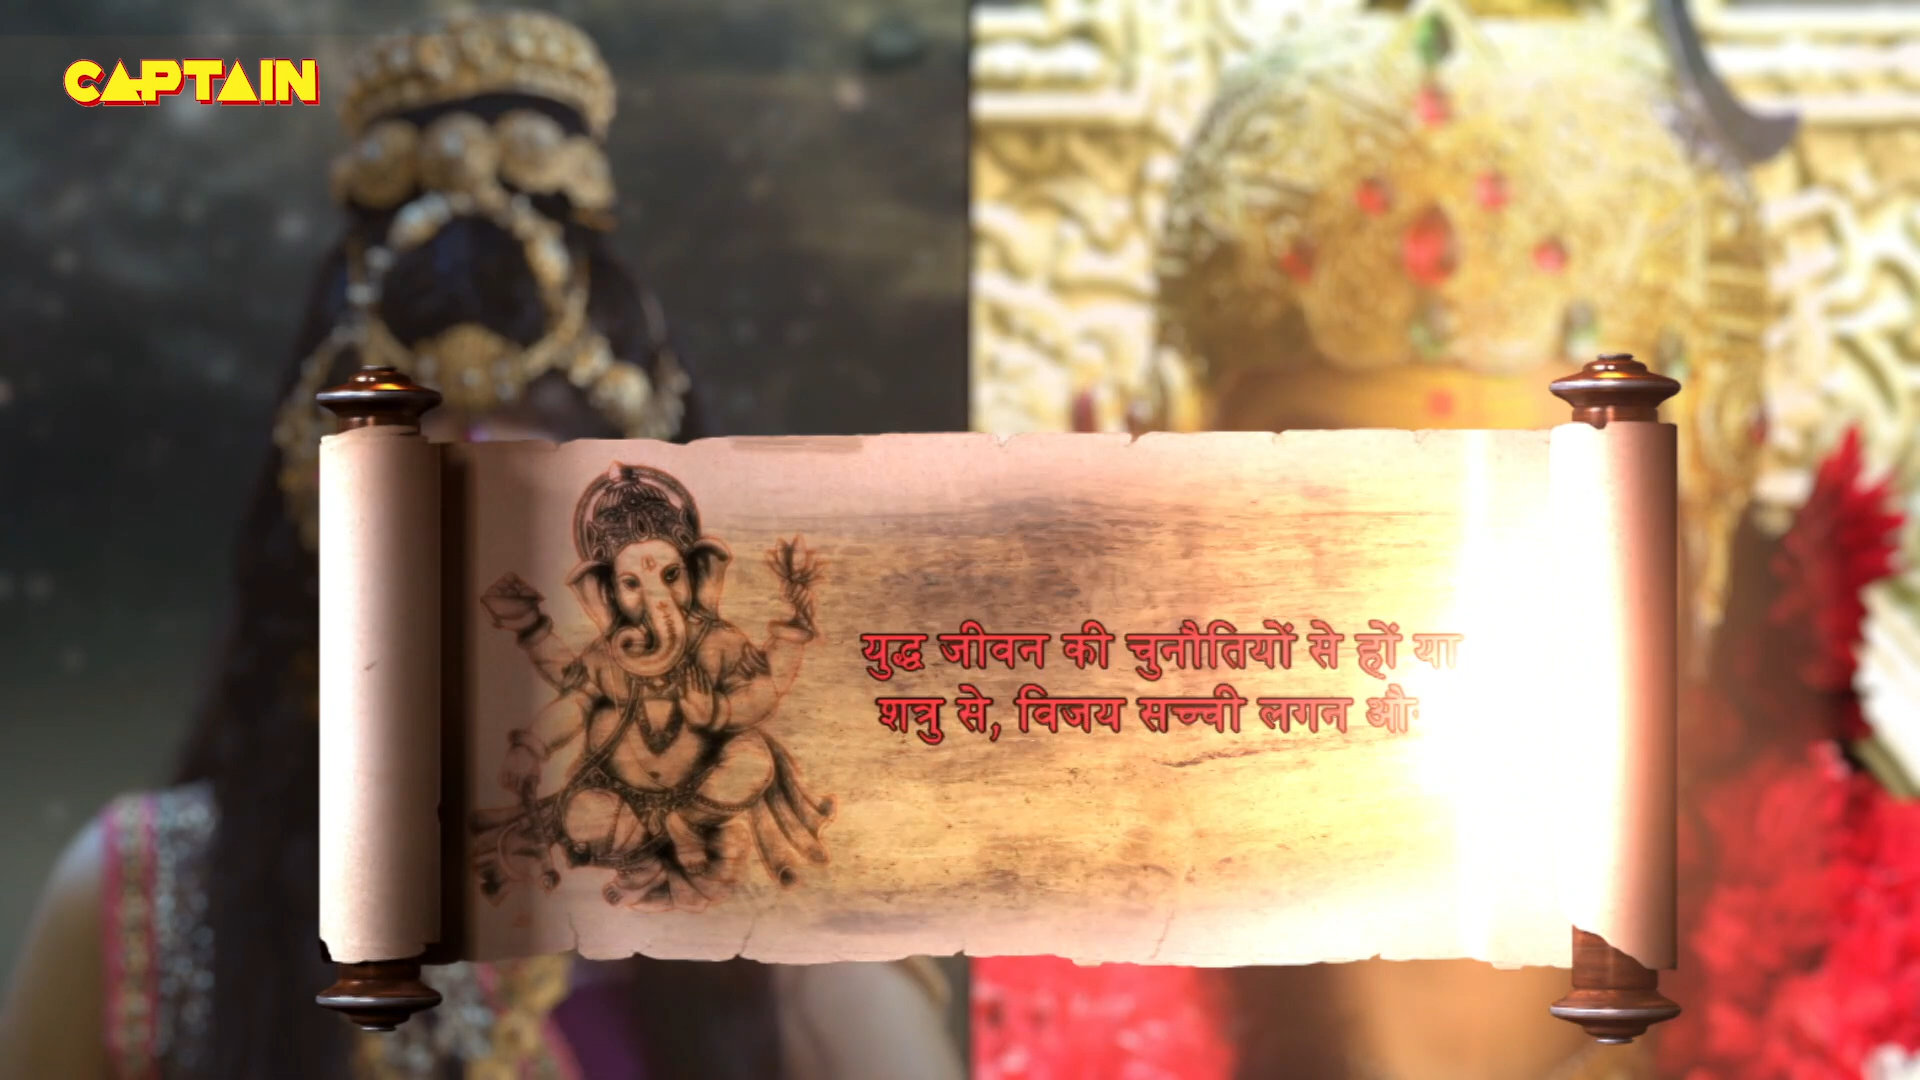 CAPTAIN
युद्ध जीवन की चुनौतियों से हों या
शत्रु से, विजय सच्ची लगन